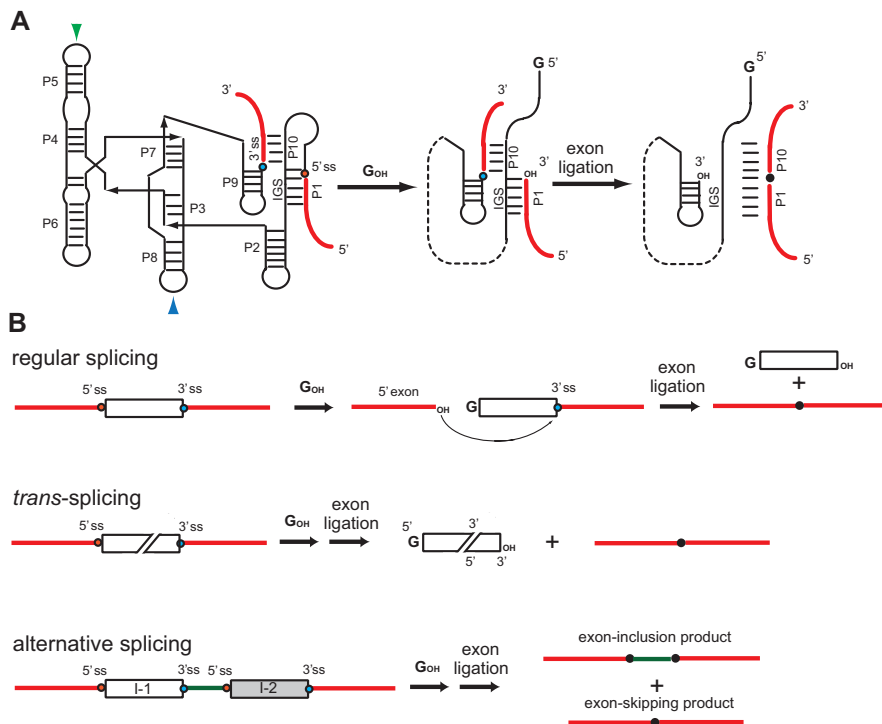 A
P5
P4
P6
P7
P3
P8
3’
3’ ss
P9
P10
5’ ss
IGS
P1
P2
5’
GOH
G 5’
3’
P10
3’
OH
IGS
P1
5’
exon
ligation
G 5’
3’
3’
OH
P10
IGS
P1
5’
B
regular splicing
5’ ss
3’ ss
GOH
5’ exon
OH
G
3’ ss
exon
ligation
G
OH
+
trans-splicing
5’ ss
3’ ss
GOH
exon
ligation
5’
3’
G
OH
5’
3’
+
alternative splicing
5’ ss
3’ss
5’ ss
3’ss
I-1
I-2
GOH
exon
ligation
exon-inclusion product
+
exon-skipping product